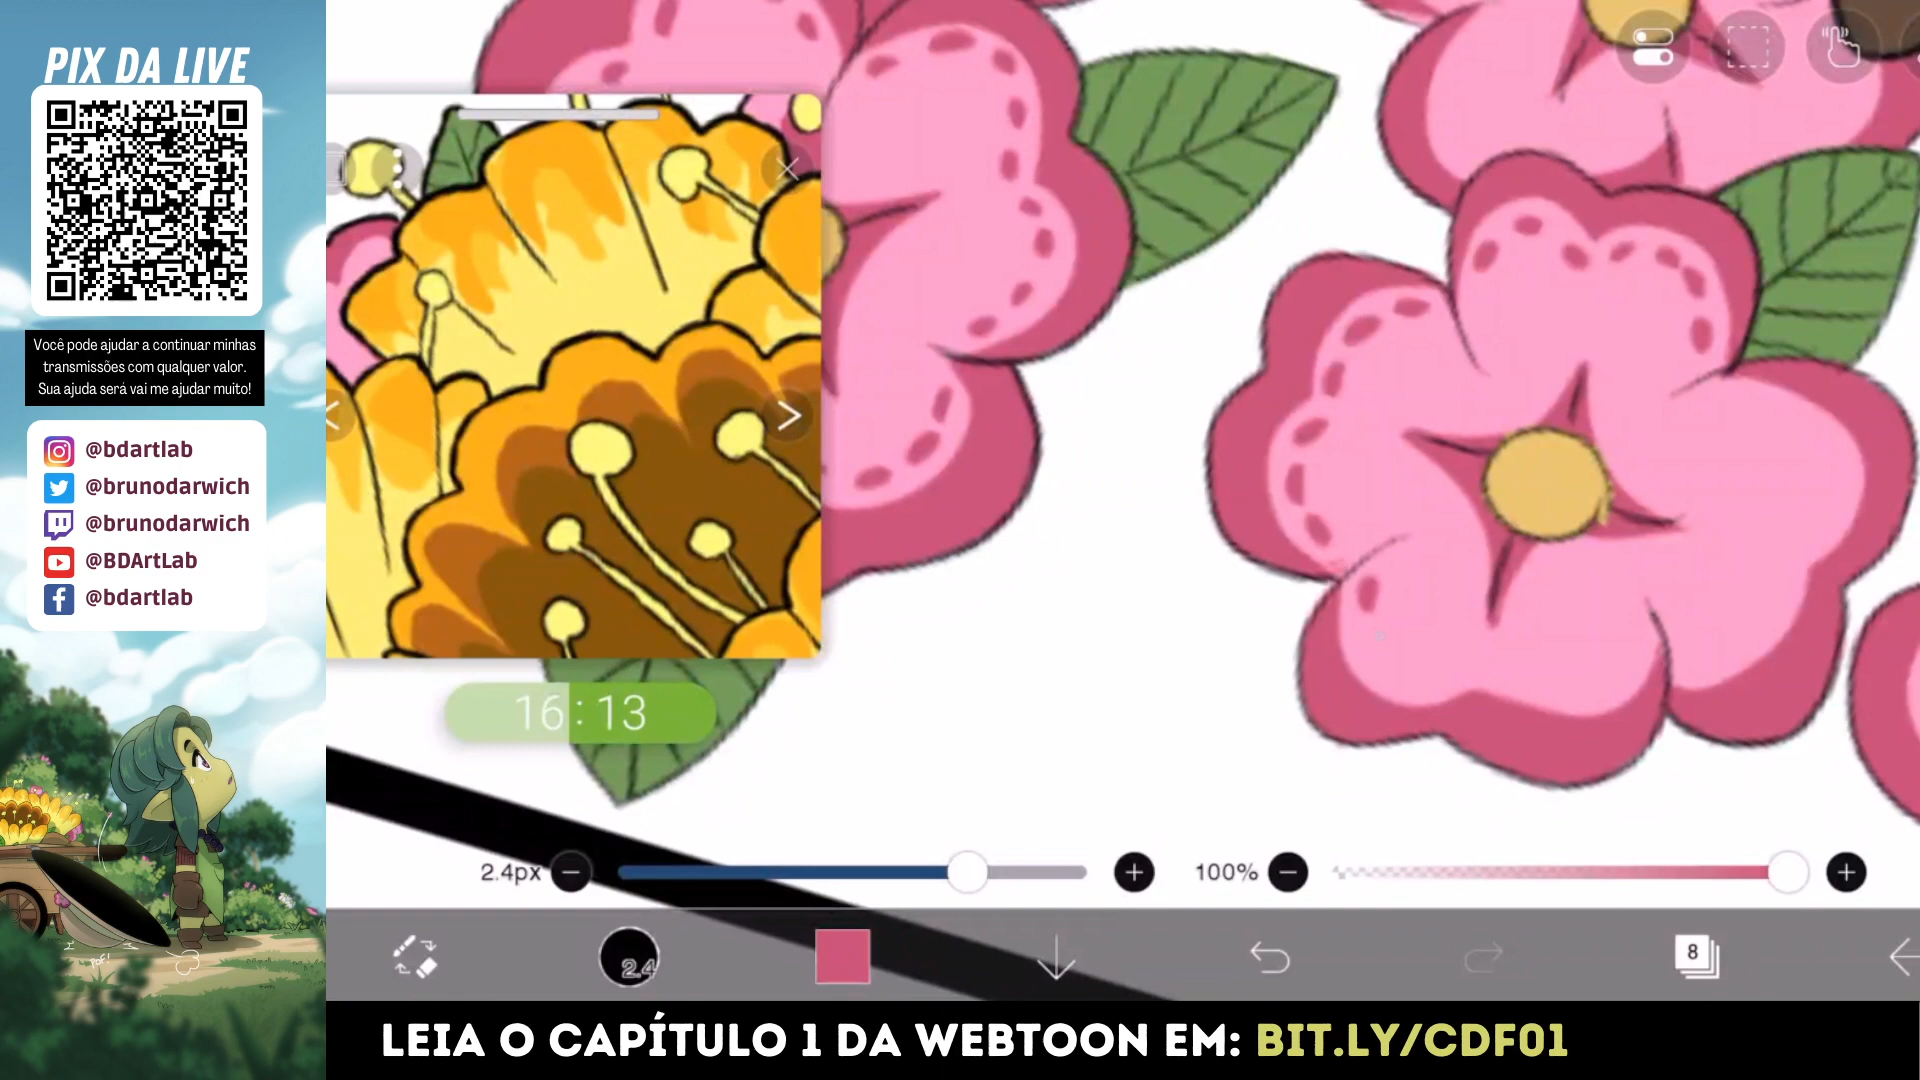 PIX DA LIVE
Você pode ajudar a continuar minhas
transmissões com qualquer valor.
Sua ajuda será vai me ajudar muito!
@bdartlab
@brunodarwich
@brunodarwich
@BDArtLab
@bdartlab
POF!
16:13
2.4px
100%
2.4
8
LEIA O CAPÍTULO 1 DA WEBTOON EM: BIT.LY/CDF01